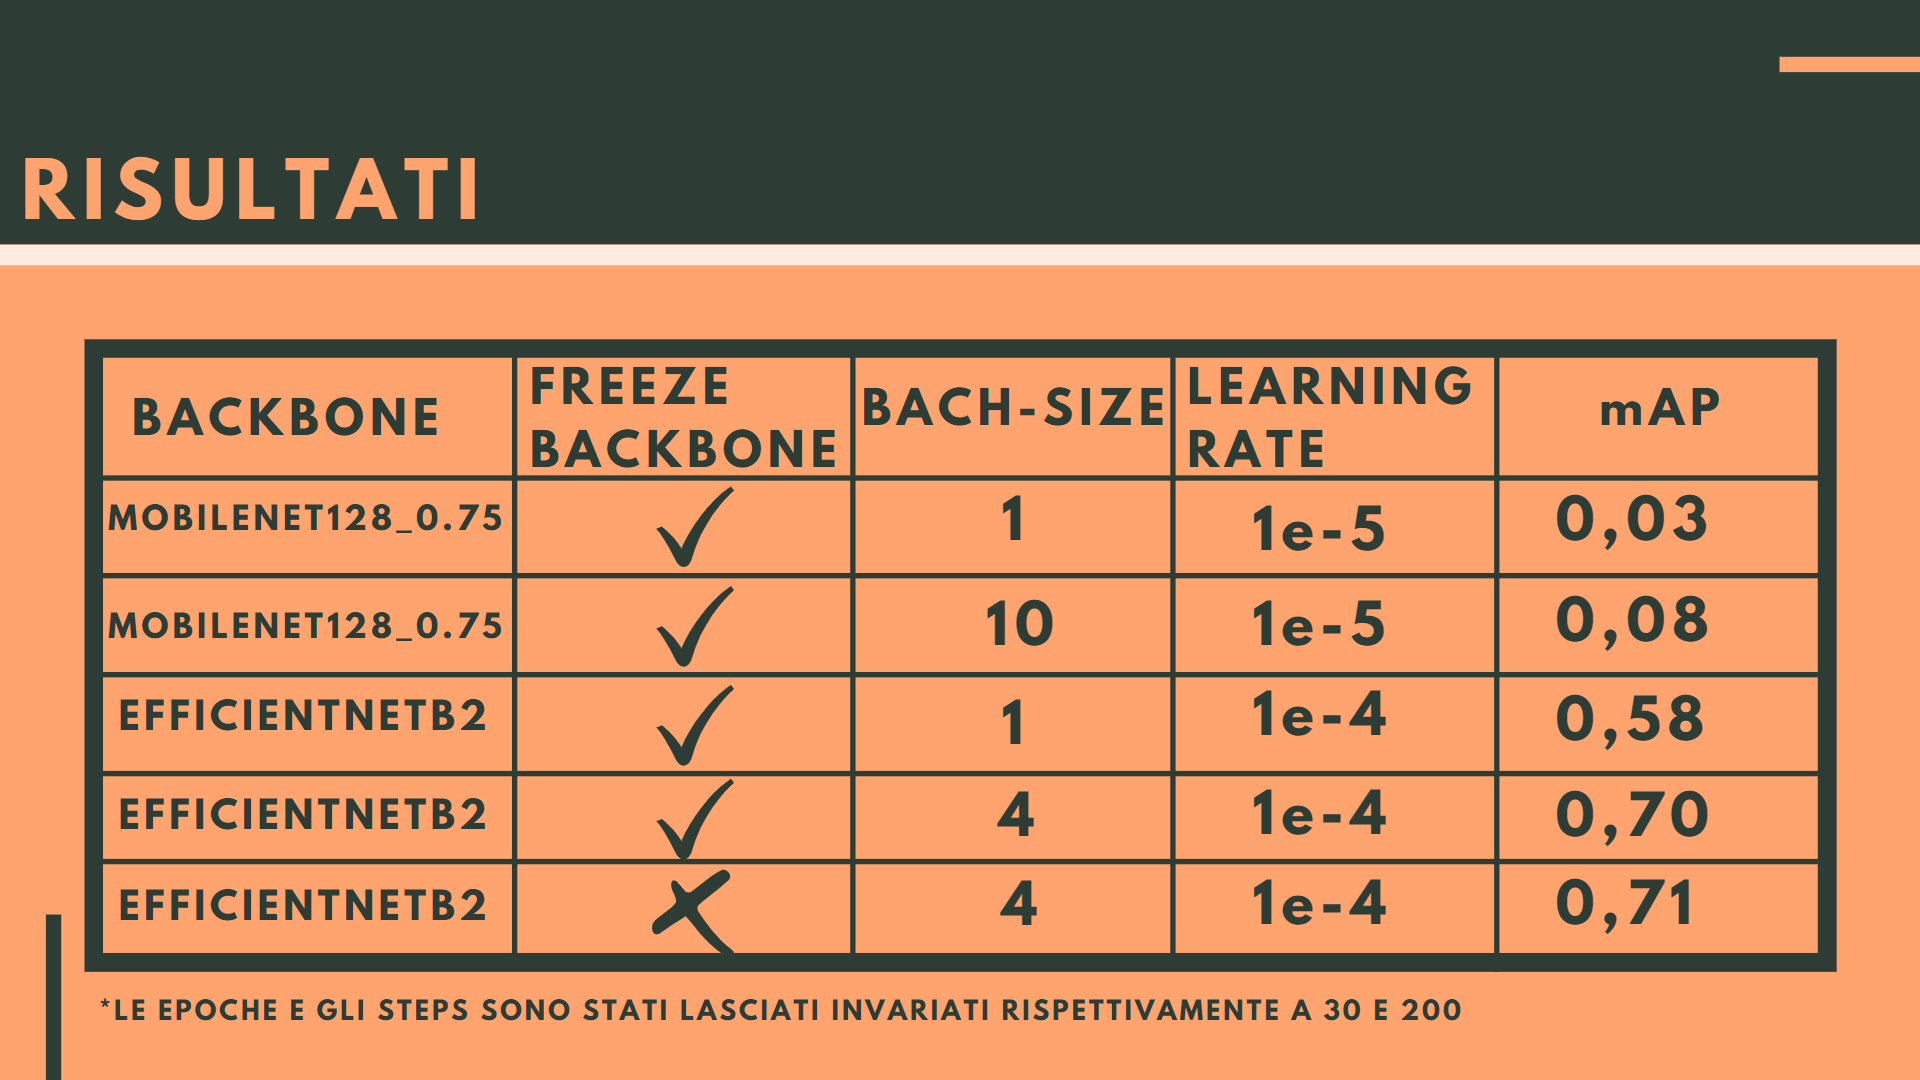 RISULTATI
BACKBONE
FREEZE
BACKBONE
BACH-SIZE
LEARNING
RATE
mAP
MOBILENET128_0.75 ✓ 1 1e-5 0,03
MOBILENET128_0.75 ✓ 10 1e-5 0,08
EFFICIENTNETB2 ✓ 1 1e-4 0,58
EFFICIENTNETB2 ✓ 4 1e-4 0,70
EFFICIENTNETB2 ✗ 4 1e-4 0,71
*LE EPOCHE E GLI STEPS SONO STATI LASCIATI INVARIATI RISPETTIVAMENTE A 30 E 200